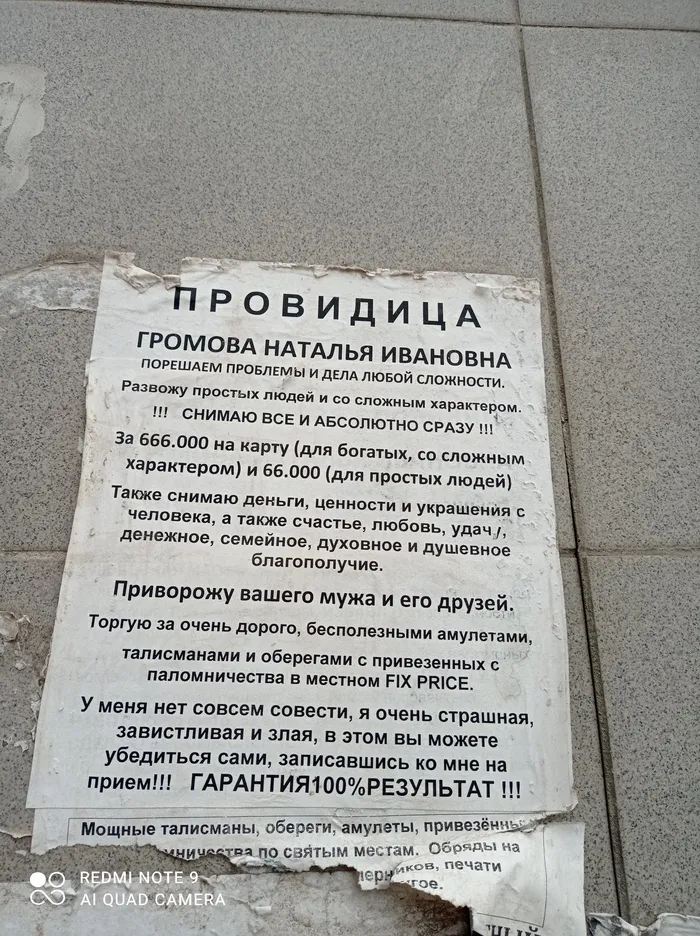 ПРОВИДИЦА
ГРОМОВА НАТАЛЬЯ ИВАНОВНА
ПОРЕШАЕМ ПРОБЛЕМЫ И ДЕЛА ЛЮБОЙ СЛОЖНОСТИ.
Развожу простых людей и со сложным характером.
!!! СНИМАЮ ВСЕ И АБСОЛЮТНО СРАЗУ !!!
За 666.000 на карту (для богатых, со сложным
характером) и 66.000 (для простых людей)
Также снимаю деньги, ценности и украшения с
человека, а также счастье, любовь,
денежное, семейное, духовное и душевное
благополучие.
Приворожу вашего мужа и его друзей.
Торгую за очень дорого, бесполезными амулетами,
талисманами и оберегами с привезенных с
паломничества в местном FIX PRICE.
У меня нет совсем совести, я очень страшная,
завистливая и злая, в этом вы можете
убедиться сами, записавшись ко мне на
прием!!! ГАРАНТИЯ100%РЕЗУЛЬТАТ !!!
Мощные талисманы, обереги, амулеты,
по святым местам. Обряды на
печати
REDMI NOTE 9
AI QUAD CAMERA